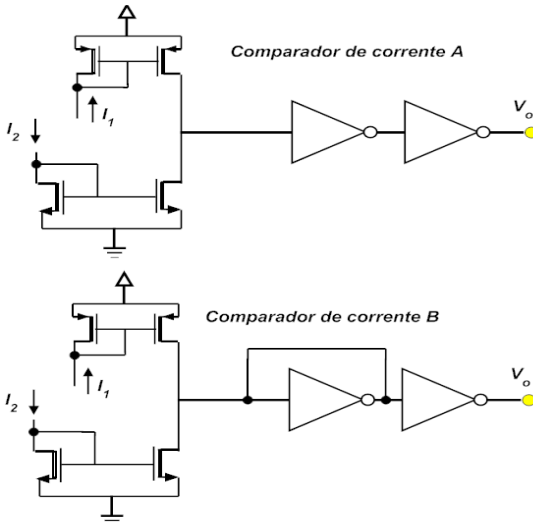 Comparador de corrente A
I1
I2
Vo
Comparador de corrente B
I1
I2
Vo